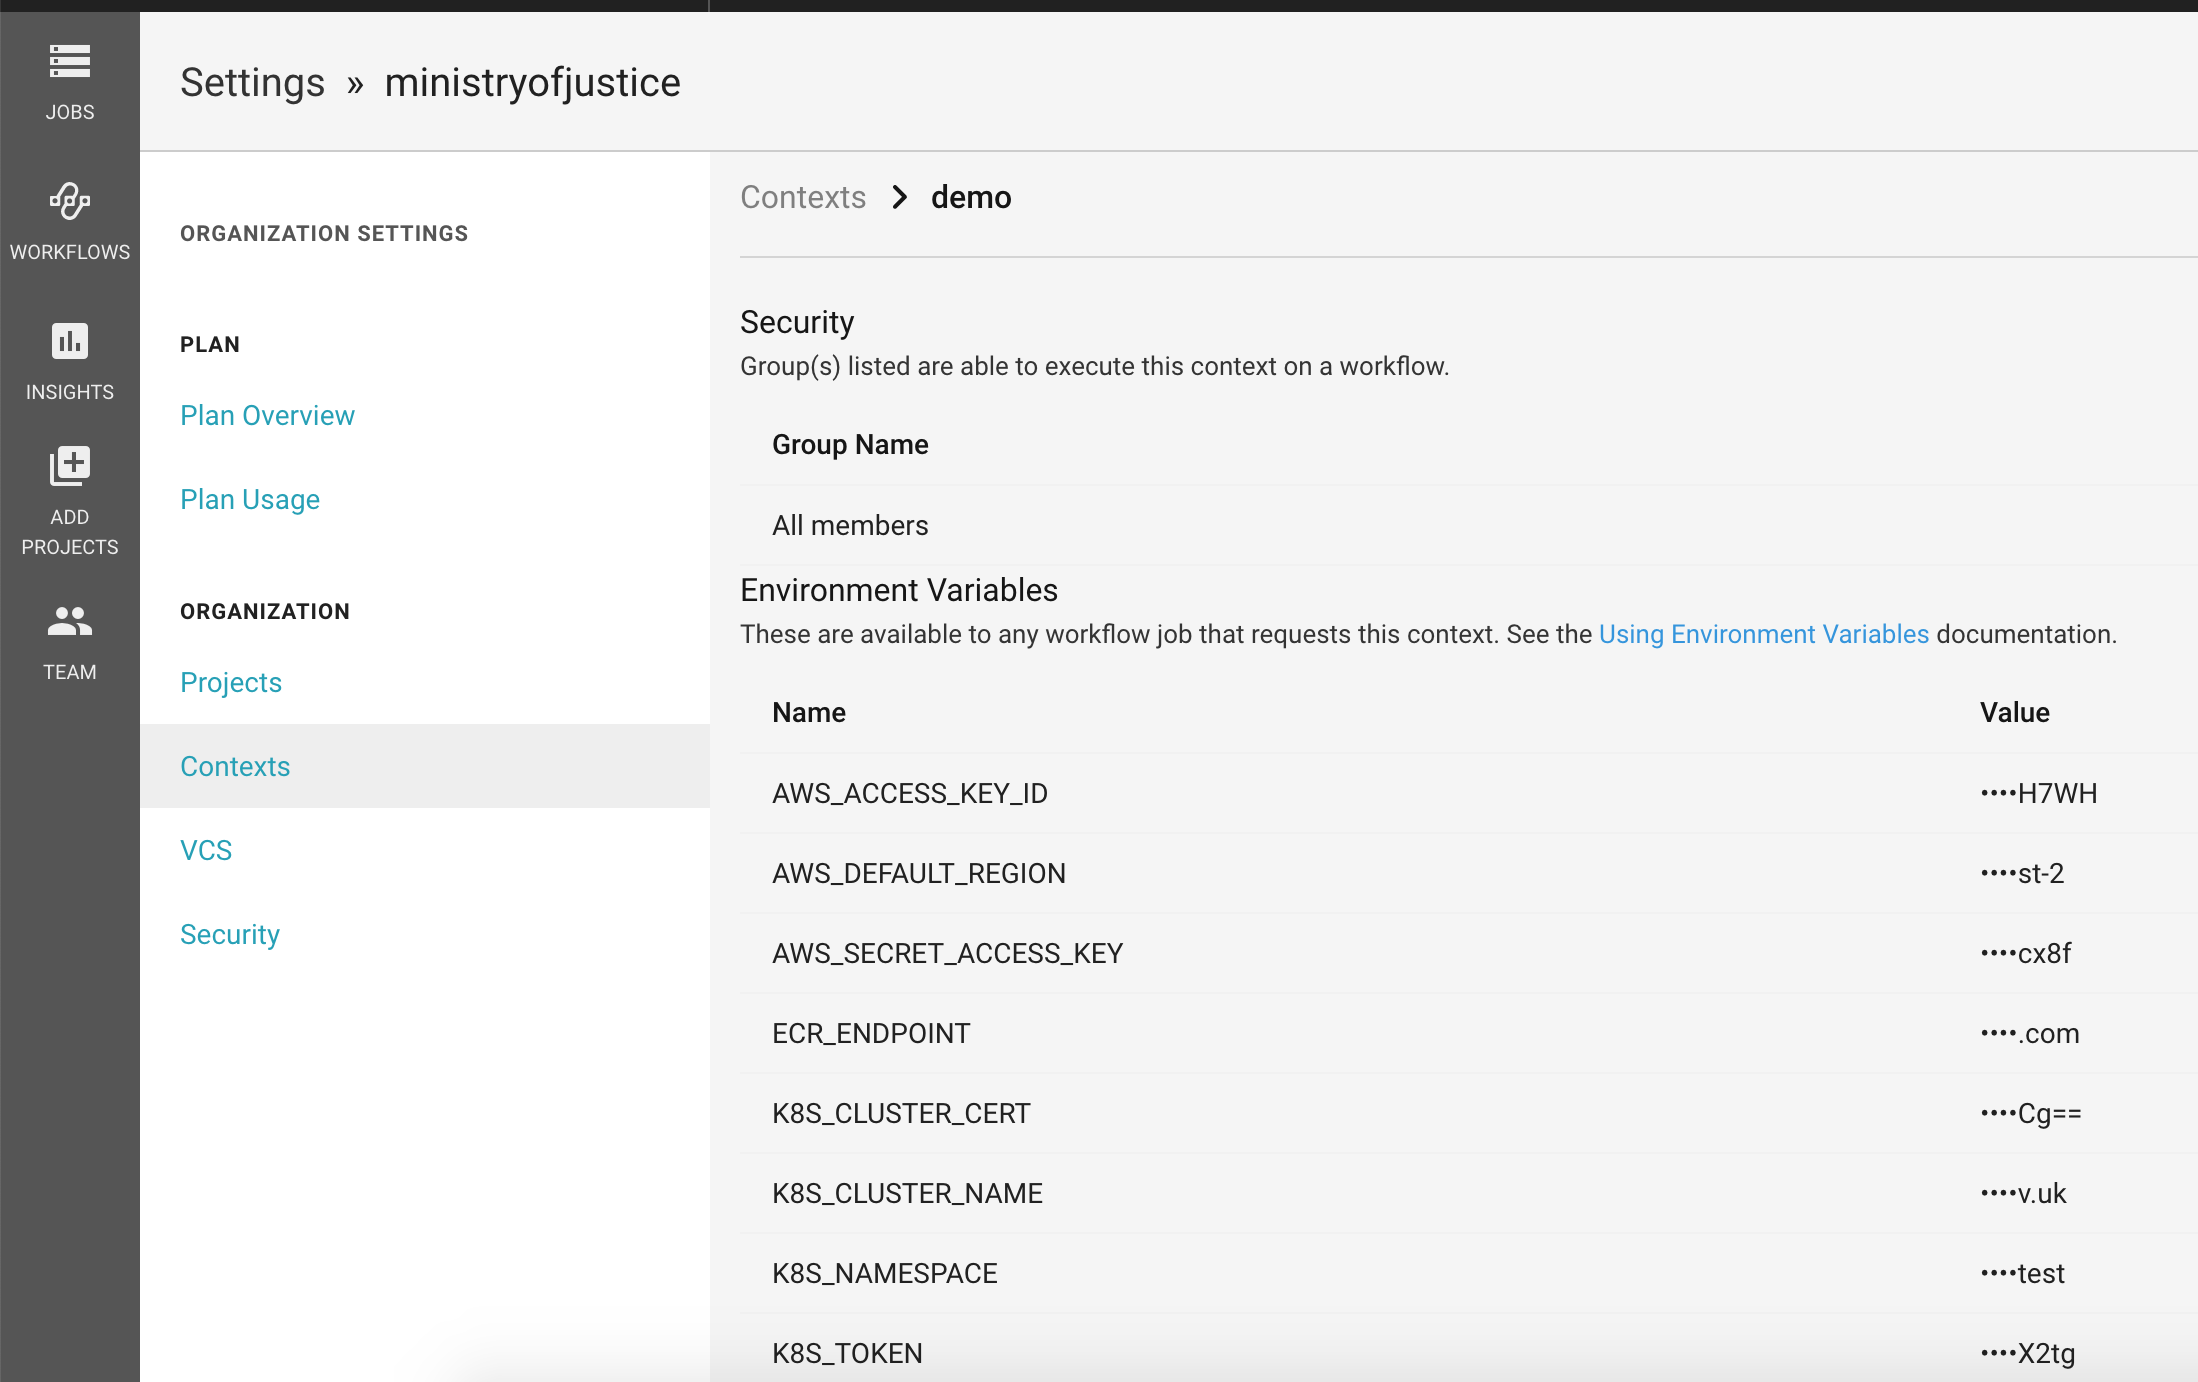 JOBS
WORKFLOWS
INSIGHTS
ADD
PROJECTS
TEAM
Settings » ministryofjustice
ORGANIZATION SETTINGS
PLAN
Plan Overview
Plan Usage
ORGANIZATION
Projects
Contexts
VCS
Security
Contexts > demo
Security
Group(s) listed are able to execute this context on a workflow.
Group Name
All members
Environment Variables
These are available to any workflow job that requests this context. See the Using Environment Variables documentation.
Name Value
AWS_ACCESS_KEY_ID ••••H7WH
AWS_DEFAULT_REGION ••••st-2
AWS_SECRET_ACCESS_KEY ••••cx8f
ECR_ENDPOINT ••••.com
K8S_CLUSTER_CERT ••••Cg==
K8S_CLUSTER_NAME ••••v.uk
K8S_NAMESPACE ••••test
K8S_TOKEN ••••X2tg